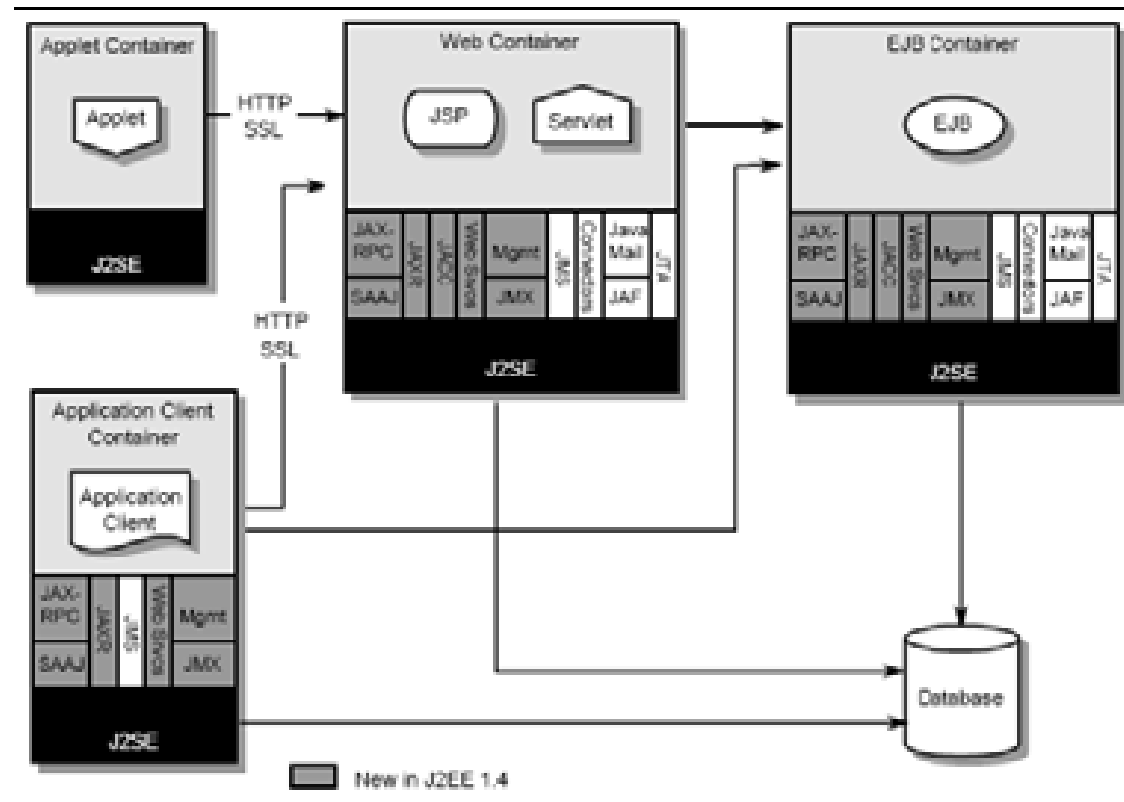 Applet Container
Applet
J2SE
HTTP
SSL
Web Container
JSP
Servlet
JAX-
RPC
SAAJ
JAXR
JACC
Web Srvcs
Mgmt
JMX
JMS
Connectors
Java
Mail
JAF
JTA
J2SE
EJB Container
EJB
JAX-
RPC
SAAJ
JAXR
JACC
Web Srvcs
Mgmt
JMX
JMS
Connectors
Java
Mail
JAF
JTA
J2SE
HTTP
SSL
Application Client
Container
Application
Client
JAX-
RPC
SAAJ
JAXR
JMS
Web Srvcs
Mgmt
JMX
J2SE
Database
New in J2EE 1.4